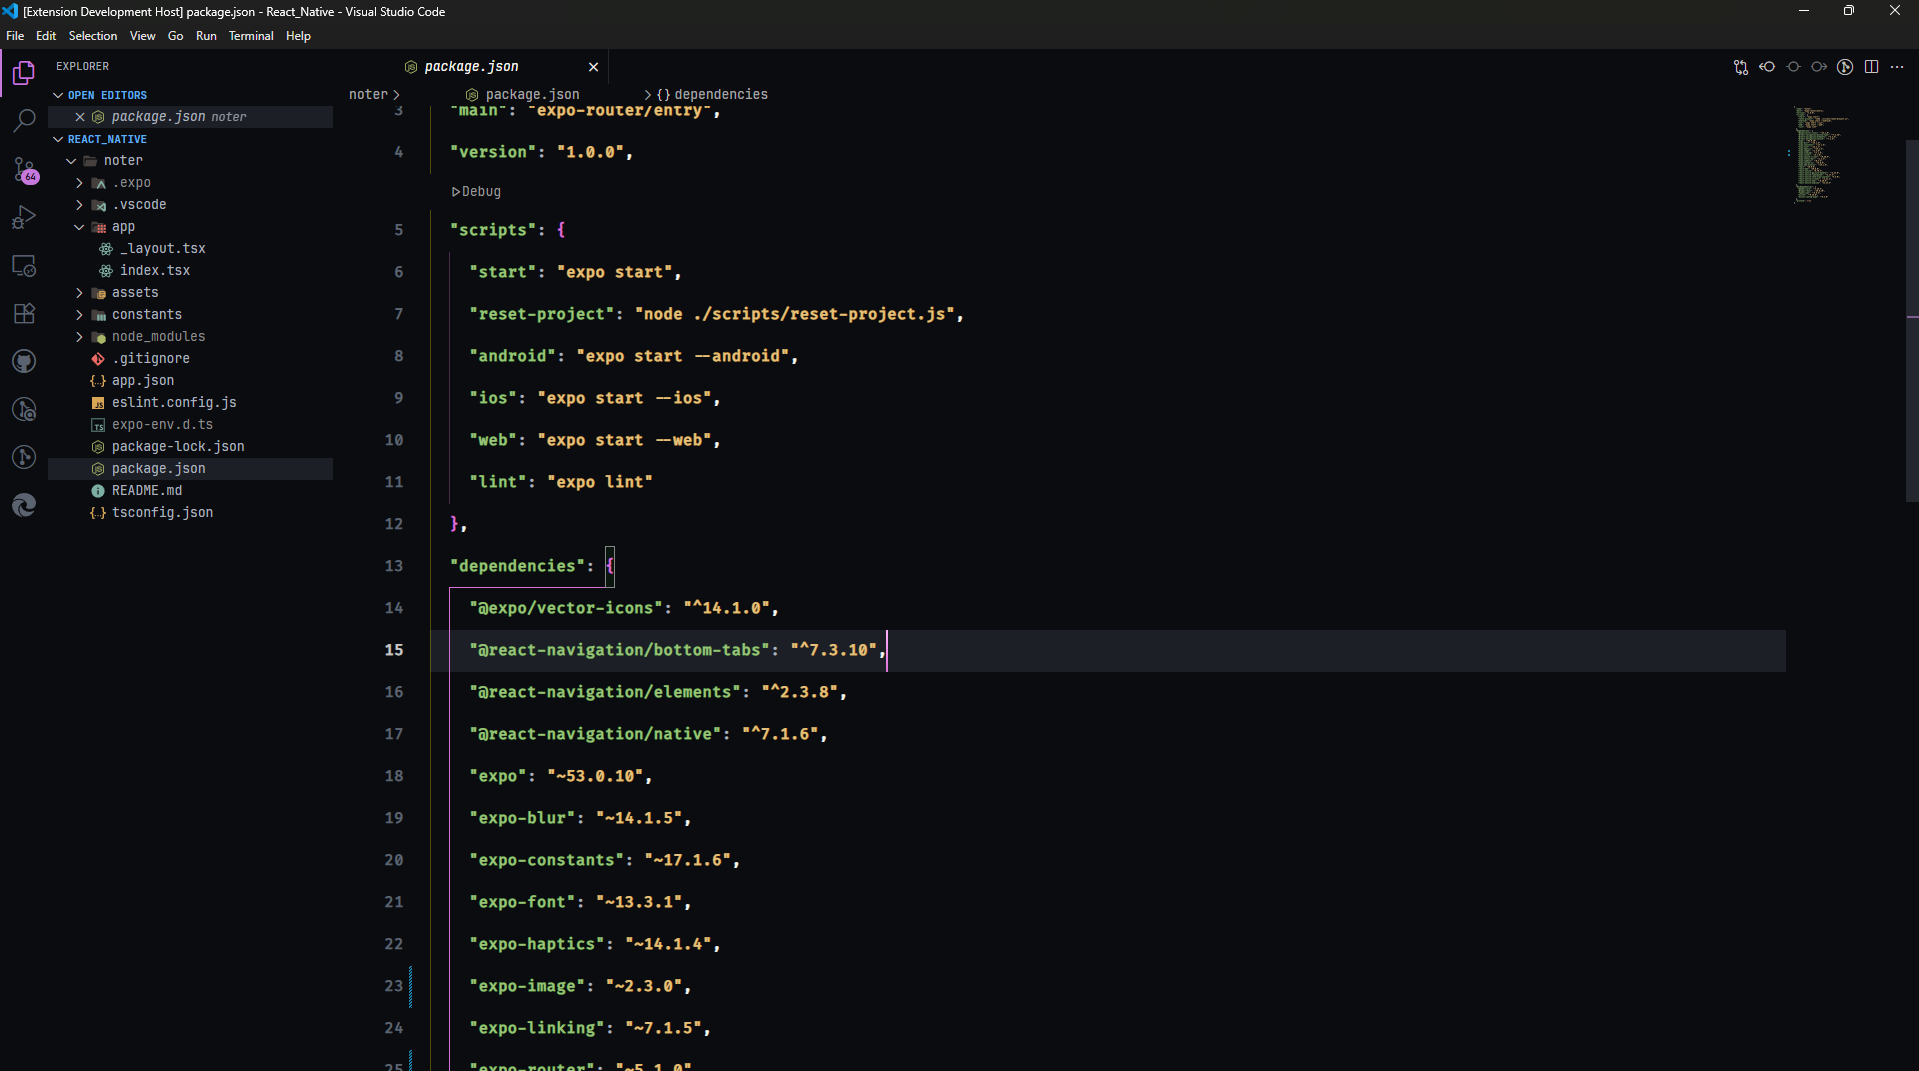 [Extension Development Host] package.json - React_Native - Visual Studio Code
File Edit Selection View Go Run Terminal Help
EXPLORER
OPEN EDITORS
package.json noter
REACT_NATIVE
noter
.expo
.vscode
app
_layout.tsx
index.tsx
assets
constants
node_modules
.gitignore
{..} app.json
JS eslint.config.js
TS expo-env.d.ts
package-lock.json
package.json
README.md
{..} tsconfig.json
64
package.json
noter > package.json > {} dependencies
3 "main": "expo-router/entry",
4 "version": "1.0.0",
Debug
5 "scripts": {
6 "start": "expo start",
7 "reset-project": "node ./scripts/reset-project.js",
8 "android": "expo start --android",
9 "ios": "expo start --ios",
10 "web": "expo start --web",
11 "lint": "expo lint"
12 },
13 "dependencies": {
14 "@expo/vector-icons": "^14.1.0",
15 "@react-navigation/bottom-tabs": "^7.3.10",
16 "@react-navigation/elements": "^2.3.8",
17 "@react-navigation/native": "^7.1.6",
18 "expo": "~53.0.10",
19 "expo-blur": "~14.1.5",
20 "expo-constants": "~17.1.6",
21 "expo-font": "~13.3.1",
22 "expo-haptics": "~14.1.4",
23 "expo-image": "~2.3.0",
24 "expo-linking": "~7.1.5",
25 "expo-router": "~5.1.0"